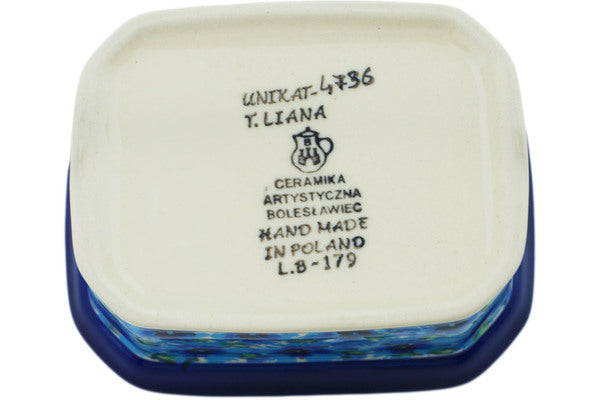 UNIKAT-4736
T. LIANA
B
CERAMIKA
ARTYSTYCZNA
BOLESŁAWIEC
HAND MADE
IN POLAND
L.B-179